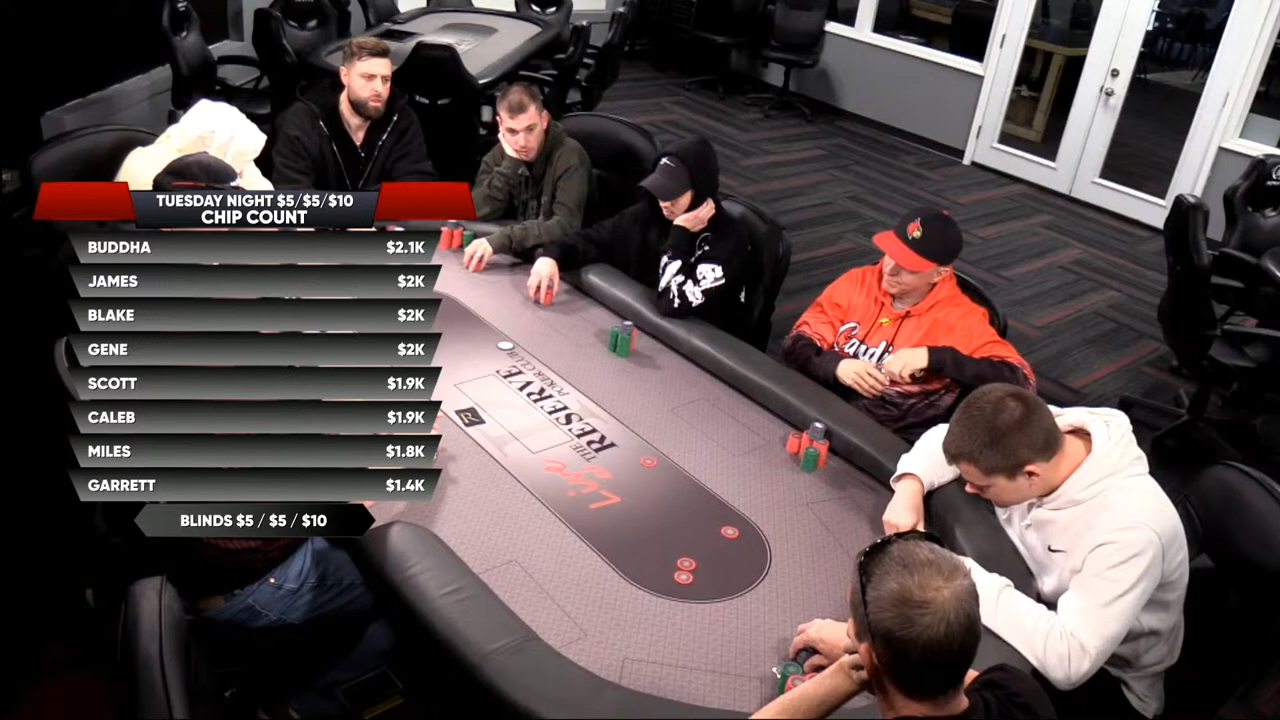 TUESDAY NIGHT $5/$5/$10
CHIP COUNT
BUDDHA $2.1K
JAMES $2K
BLAKE $2K
GENE $2K
SCOTT $1.9K
CALEB $1.9K
MILES $1.8K
GARRETT $1.4K
BLINDS $5 / $5 / $10
THE
RESERVE
POKER CLUB
Live
R
Cardi